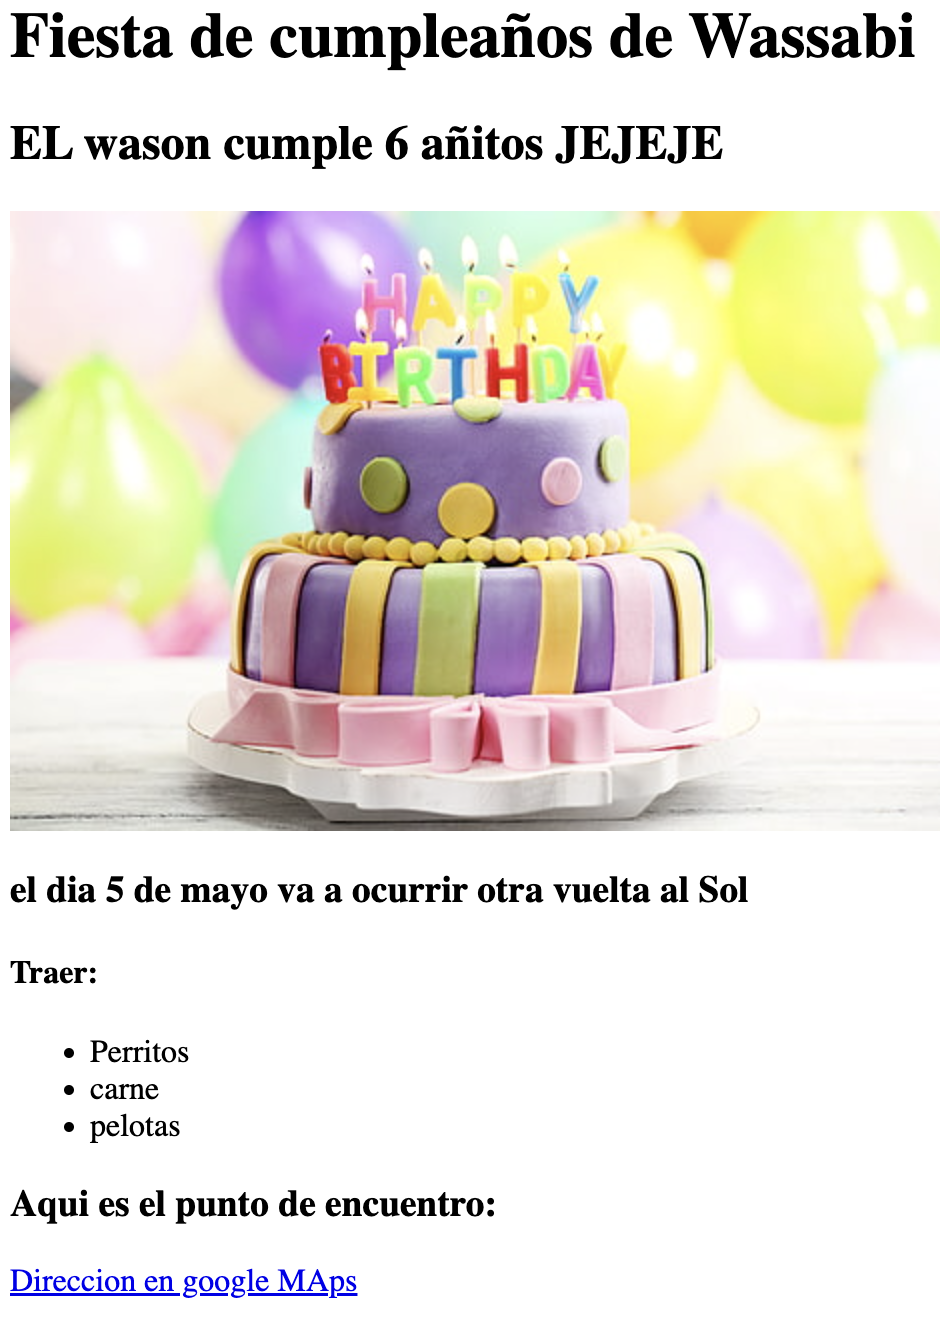 Fiesta de cumpleaños de Wassabi
EL wason cumple 6 añitos JEJEJE
HAPPY
BIRTHDAY
el dia 5 de mayo va a ocurrir otra vuelta al Sol
Traer:
Perritos
carne
pelotas
Aqui es el punto de encuentro:
Direccion en google MAps